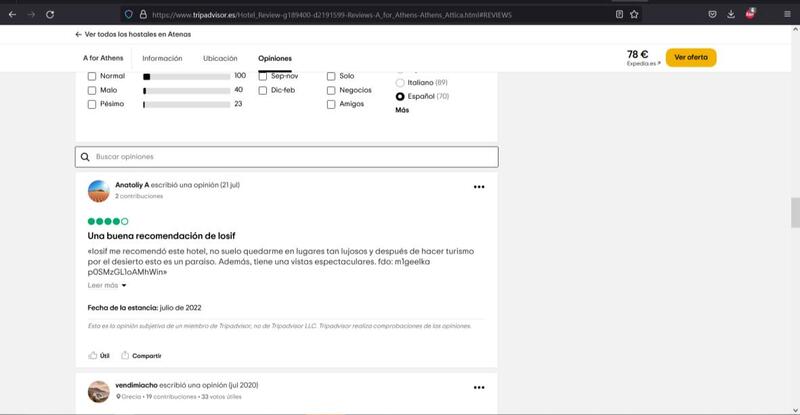 https://www.tripadvisor.es/Hotel_Review-g189400-d2191599-Reviews-A_for_Athens-Athens_Attica.html#REVIEWS
Ver todos los hostales en Atenas
A for Athens Información Ubicación Opiniones
78 €
Expedia.es
Ver oferta
Normal 100 Sep-nov Solo
Italiano (89)
Malo 40 Dic-feb Negocios
Español (70)
Pésimo 23 Amigos
Más
Buscar opiniones
Anatoliy A escribió una opinión (21 jul)
2 contribuciones
Una buena recomendación de Iosif
«Iosif me recomendó este hotel, no suelo quedarme en lugares tan lujosos y después de hacer turismo
por el desierto esto es un paraíso. Además, tiene una vistas espectaculares. fdo: m1geelka
p0SMzGL1oAMhWin»
Leer más
Fecha de la estancia: julio de 2022
Esta es la opinión subjetiva de un miembro de Tripadvisor, no de Tripadvisor LLC. Tripadvisor realiza comprobaciones de las opiniones.
Útil Compartir
vendimiacho escribió una opinión (jul 2020)
Grecia • 19 contribuciones • 33 votos útiles